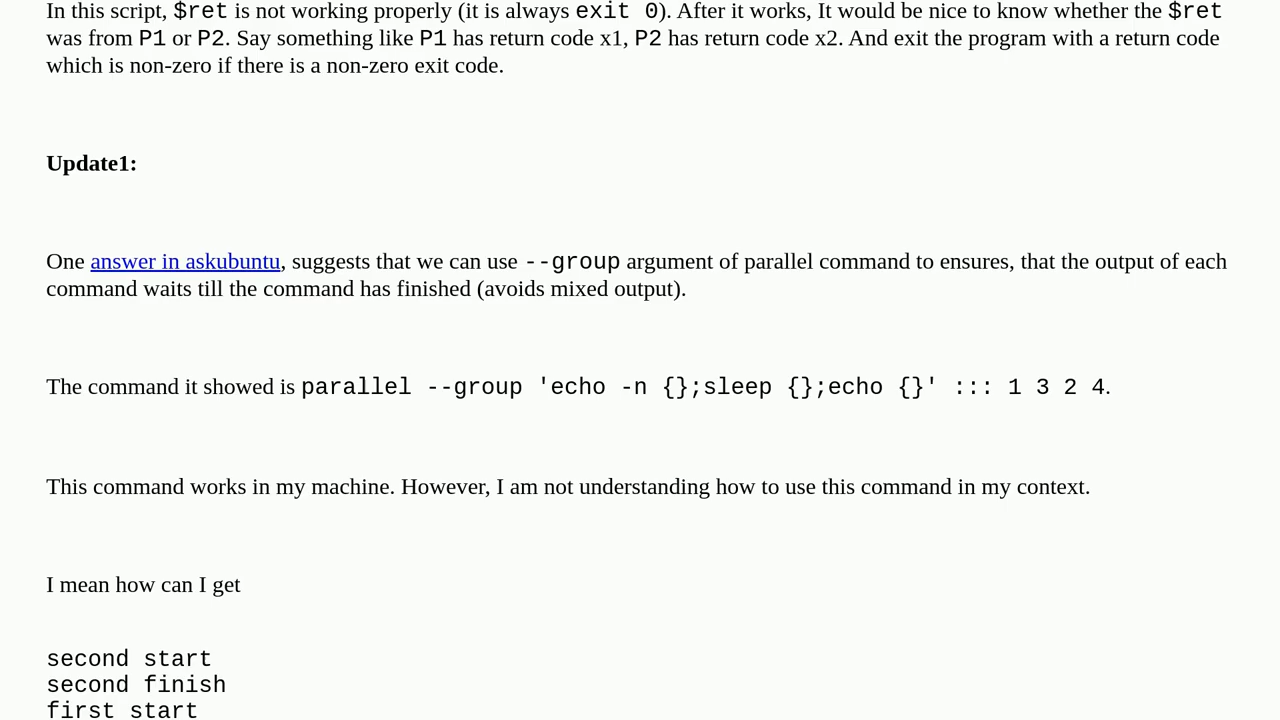 In this script, $ret is not working properly (it is always exit 0). After it works, It would be nice to know whether the $ret
was from P1 or P2. Say something like P1 has return code x1, P2 has return code x2. And exit the program with a return code
which is non-zero if there is a non-zero exit code.
Update1:
One answer in askubuntu, suggests that we can use --group argument of parallel command to ensures, that the output of each
command waits till the command has finished (avoids mixed output).
The command it showed is parallel --group 'echo -n {};sleep {};echo {}' ::: 1 3 2 4.
This command works in my machine. However, I am not understanding how to use this command in my context.
I mean how can I get
second start
second finish
first start